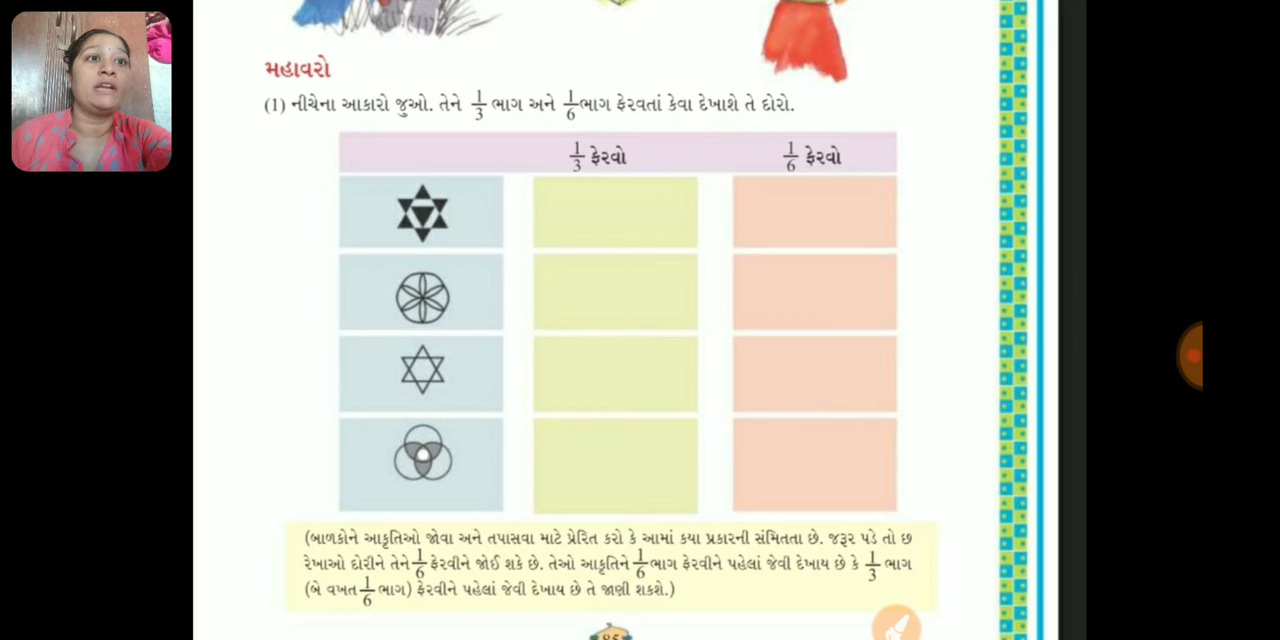 મહાવરો
(1) નીચેના આકારો જુઓ. તેને 1/3 ભાગ અને 1/6 ભાગ ફેરવતાં કેવા દેખાશે તે દોરો.
1/3 ફેરવો 1/6 ફેરવો
(બાળકોને આકૃતિઓ જોવા અને તપાસવા માટે પ્રેરિત કરો કે આમાં કયા પ્રકારની સંમિતતા છે. જરૂર પડે તો છ
રેખાઓ દોરીને તેને 1/6 ફેરવીને જોઈ શકે છે. તેઓ આકૃતિને 1/6 ભાગ ફેરવીને પહેલાં જેવી દેખાય છે કે 1/3 ભાગ
(બે વખત 1/6 ભાગ) ફેરવીને પહેલાં જેવી દેખાય છે તે જાણી શકશે.)